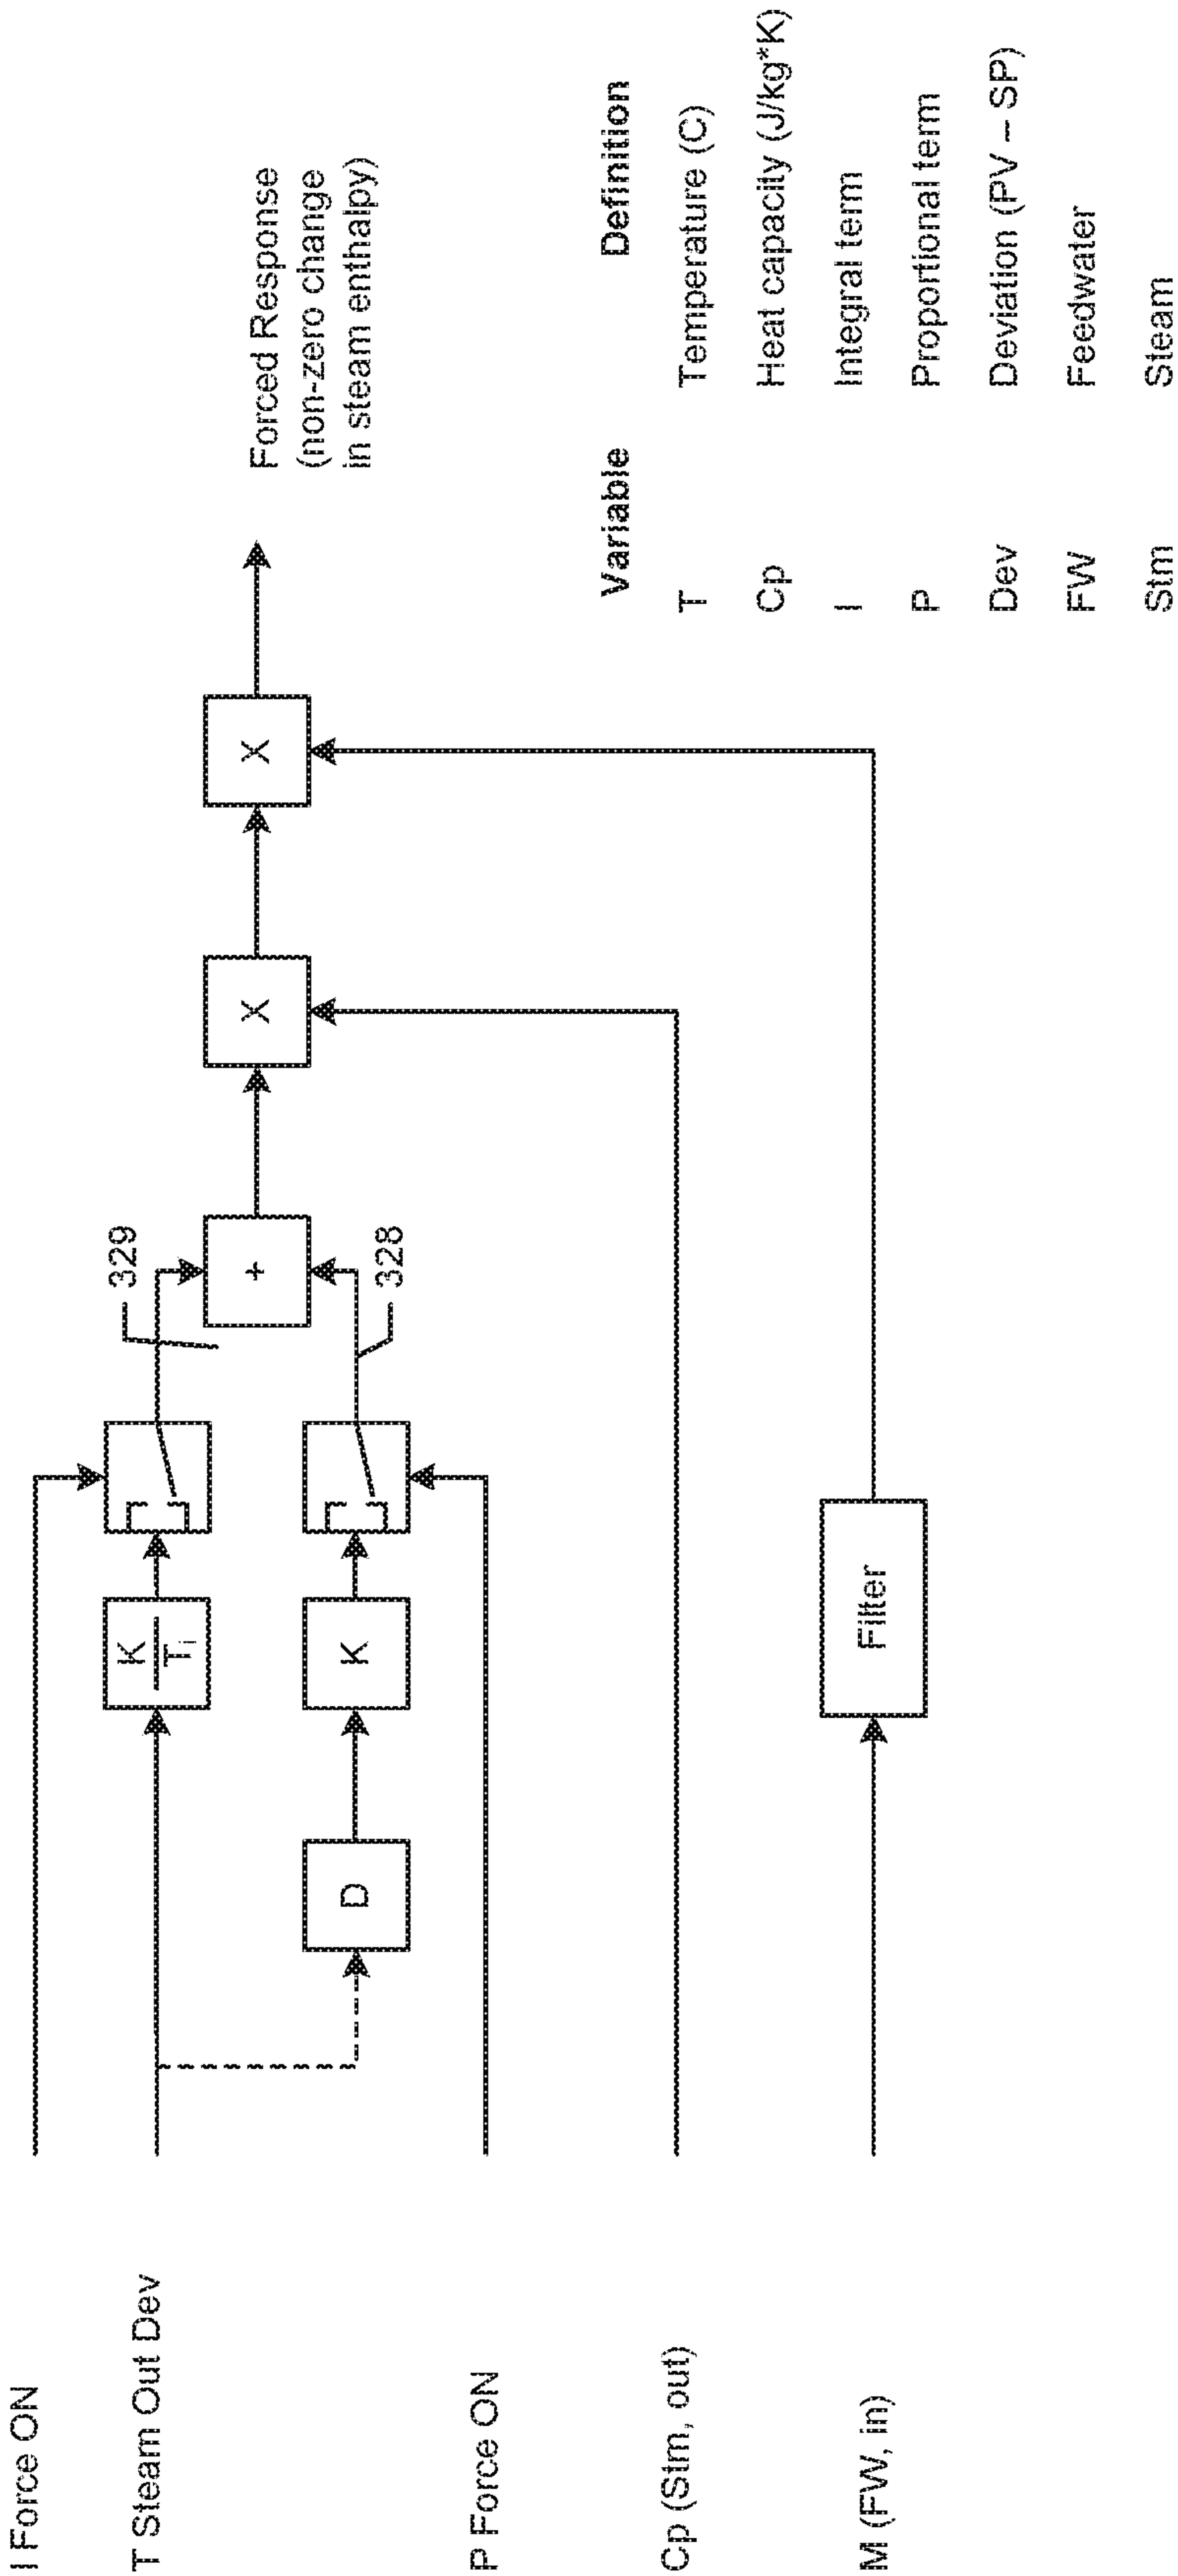 I Force ON
T Steam Out Dev
P Force ON
Cp (Stm, out)
M (FW, in)
K
Ti
D
K
Filter
329
328
+
X
X
Forced Response
(non-zero change
in steam enthalpy)
Variable Definition
T Temperature (C)
Cp Heat capacity (J/kg*K)
I Integral term
P Proportional term
Dev Deviation (PV – SP)
FW Feedwater
Stm Steam